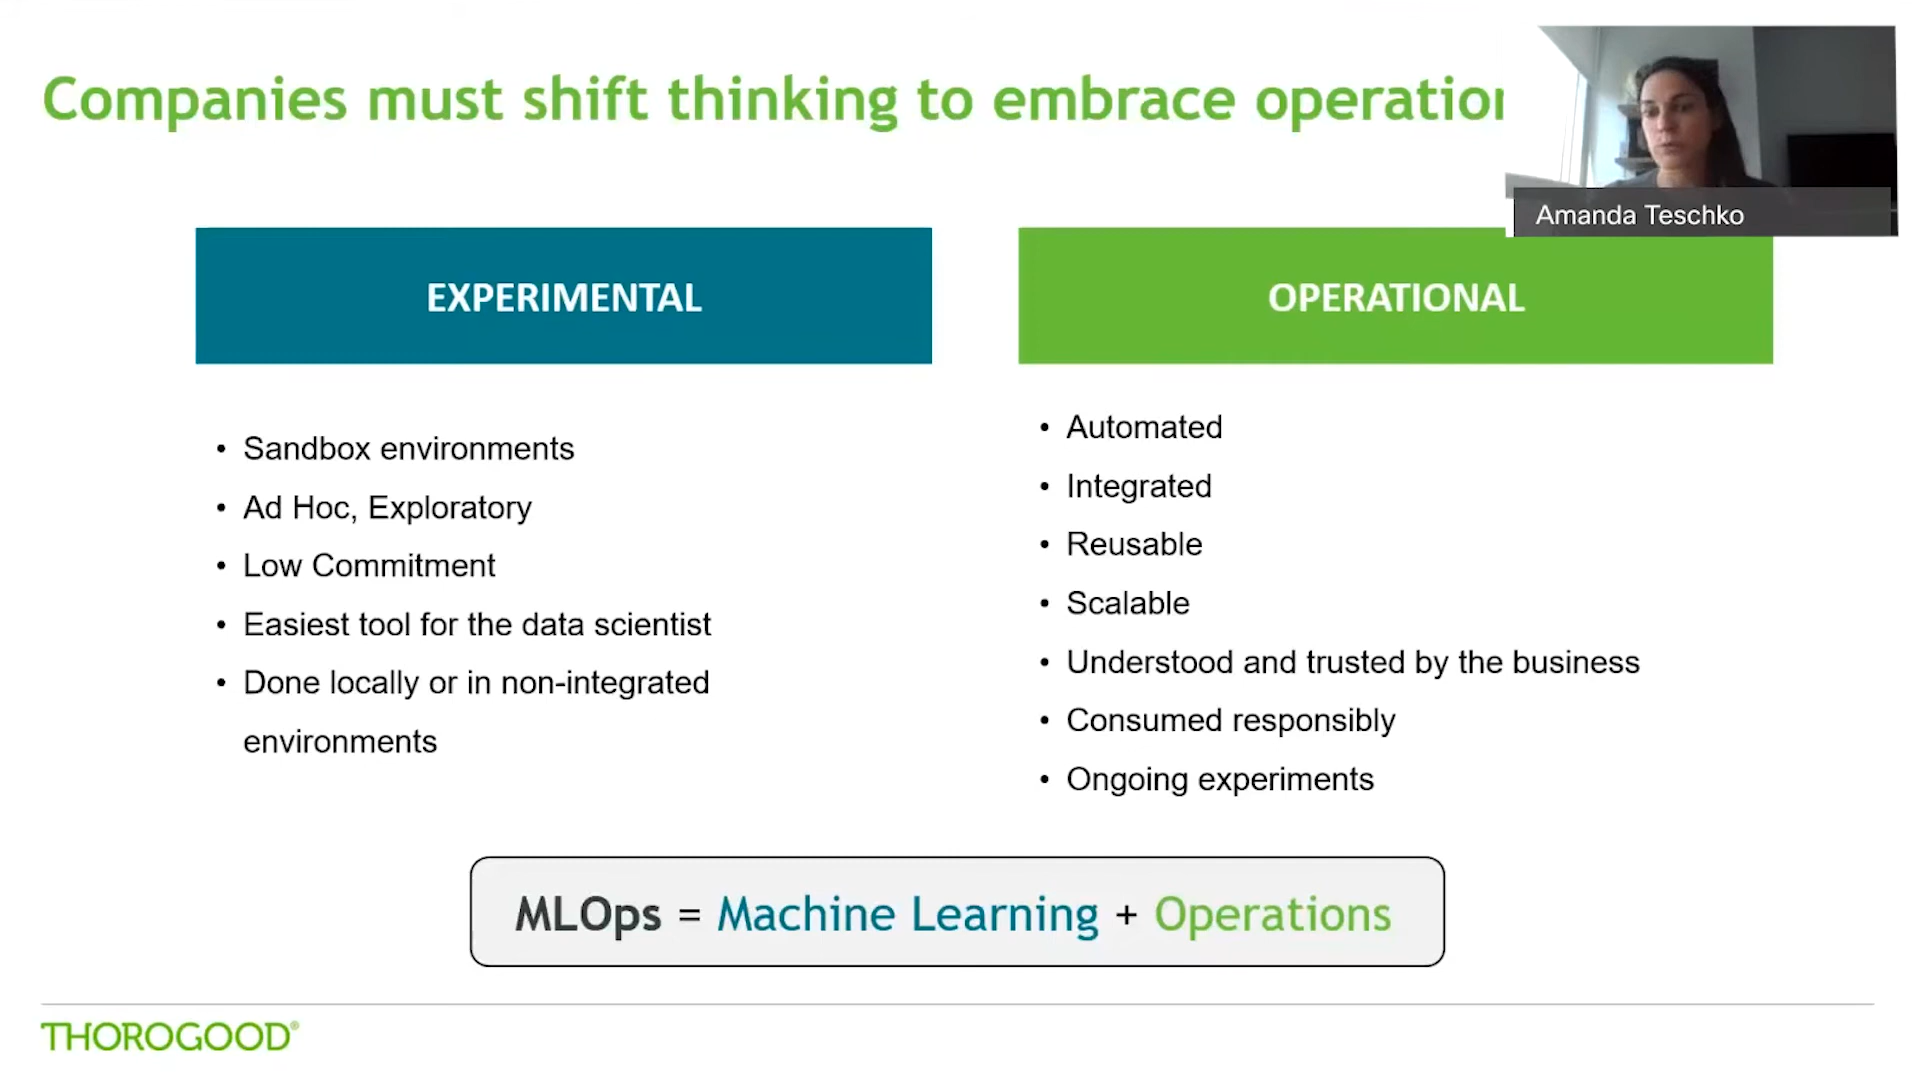 Companies must shift thinking to embrace
Amanda Teschko
EXPERIMENTAL
OPERATIONAL
• Sandbox environments
• Ad Hoc, Exploratory
• Low Commitment
• Easiest tool for the data scientist
• Done locally or in non-integrated
environments
• Automated
• Integrated
• Reusable
• Scalable
• Understood and trusted by the business
• Consumed responsibly
• Ongoing experiments
MLOps = Machine Learning + Operations
THOROGOOD®